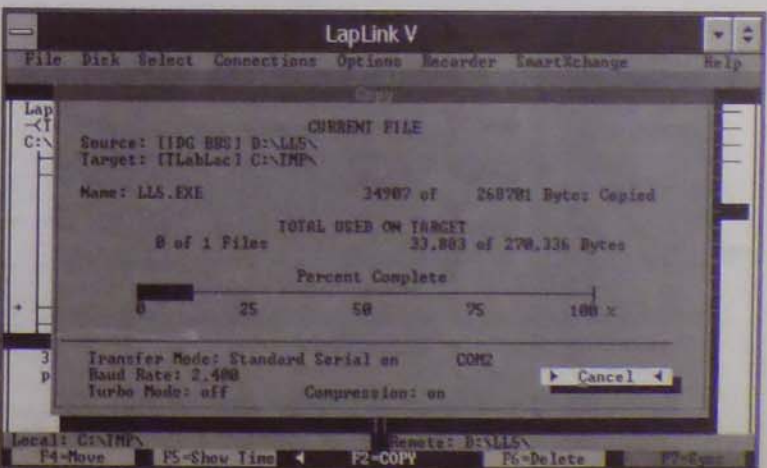 LapLink V
File Disk Select Connections Options Recorder SmartXchange Help
Copy
Lap
C:\
CURRENT FILE
Source: [IDG BBS] D:\LL5\
Target: [TLabLac] C:\TMP\
Name: LL5.EXE 34907 of 268701 Bytes Copied
TOTAL USED ON TARGET
0 of 1 Files 33,803 of 270,336 Bytes
Percent Complete
0 25 50 75 100 %
Transfer Mode: Standard Serial on COM2
Baud Rate: 2,400
Turbo Mode: off Compression: on
Cancel
3
p
Local: C:\TMP\ Remote: D:\LL5\
F4=Move F5=Show Time F2=COPY F6=Delete F7=Sync